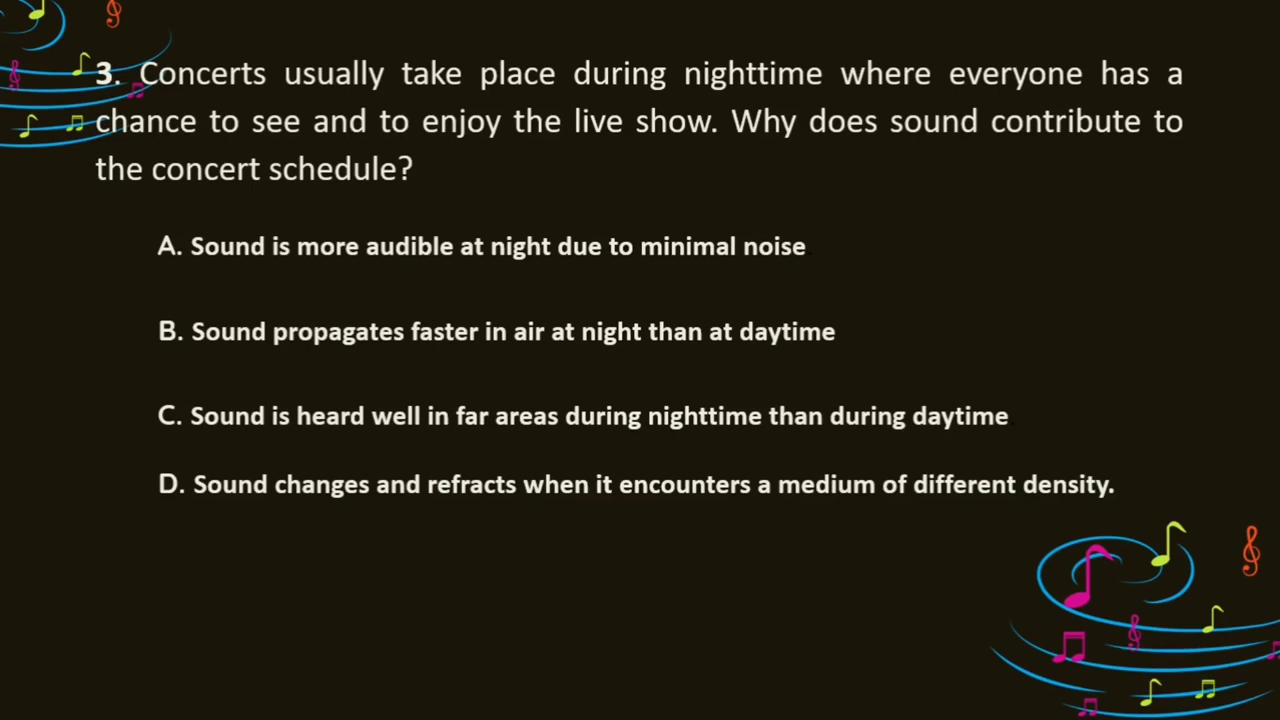 3. Concerts usually take place during nighttime where everyone has a
chance to see and to enjoy the live show. Why does sound contribute to
the concert schedule?
A. Sound is more audible at night due to minimal noise
B. Sound propagates faster in air at night than at daytime
C. Sound is heard well in far areas during nighttime than during daytime.
D. Sound changes and refracts when it encounters a medium of different density.